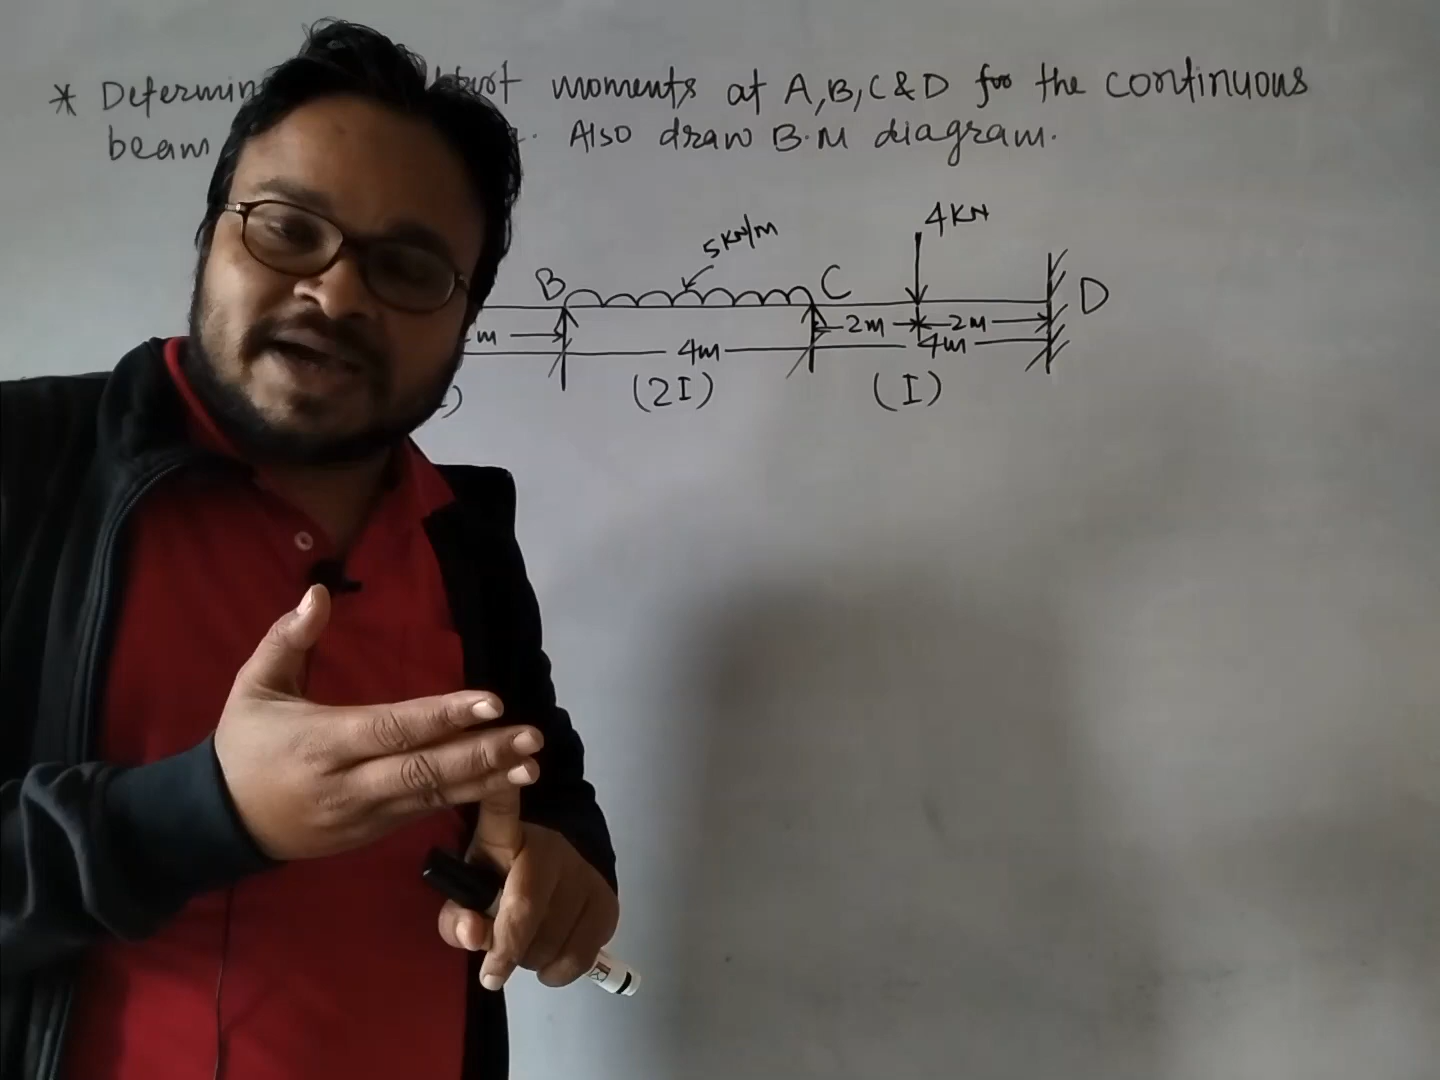 * Determin moments at A,B,C & D for the continuous
beam Also draw B.M diagram.
4KN
5KN/m
B C D
2m 2m
m 4m 4m
(2I) (I)